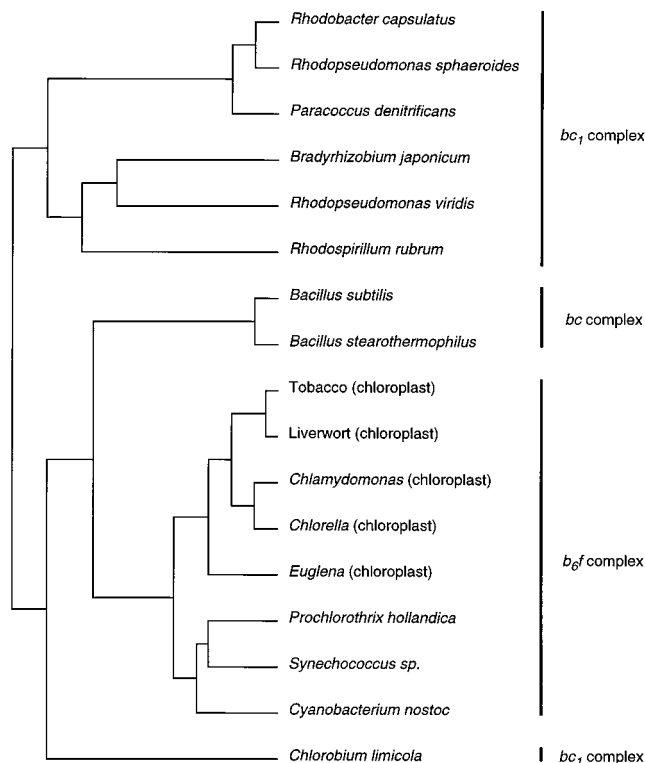 Rhodobacter capsulatus
Rhodopseudomonas sphaeroides
Paracoccus denitrificans
bc1 complex
Bradyrhizobium japonicum
Rhodopseudomonas viridis
Rhodospirillum rubrum
Bacillus subtilis
bc complex
Bacillus stearothermophilus
Tobacco (chloroplast)
Liverwort (chloroplast)
Chlamydomonas (chloroplast)
Chlorella (chloroplast)
b6f complex
Euglena (chloroplast)
Prochlorothrix hollandica
Synechococcus sp.
Cyanobacterium nostoc
Chlorobium limicola
bc1 complex